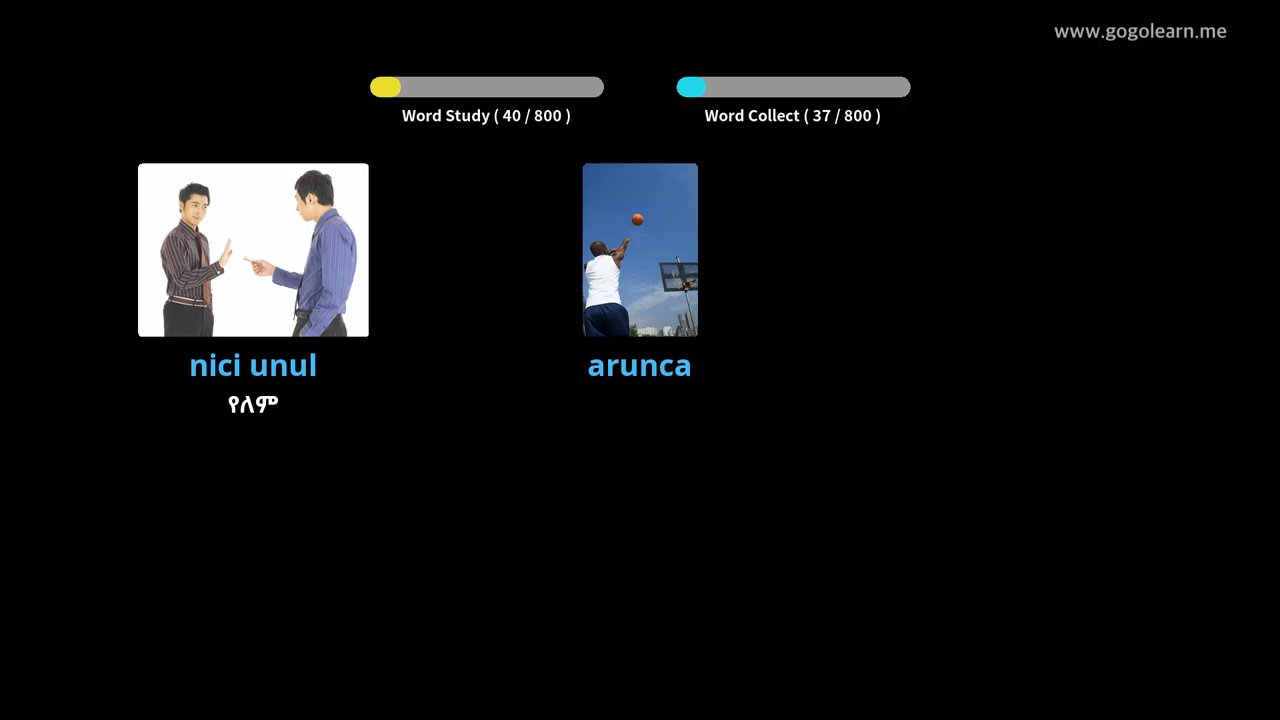 www.gogolearn.me
Word Study ( 40 / 800 )
Word Collect ( 37 / 800 )
nici unul
arunca
የለም